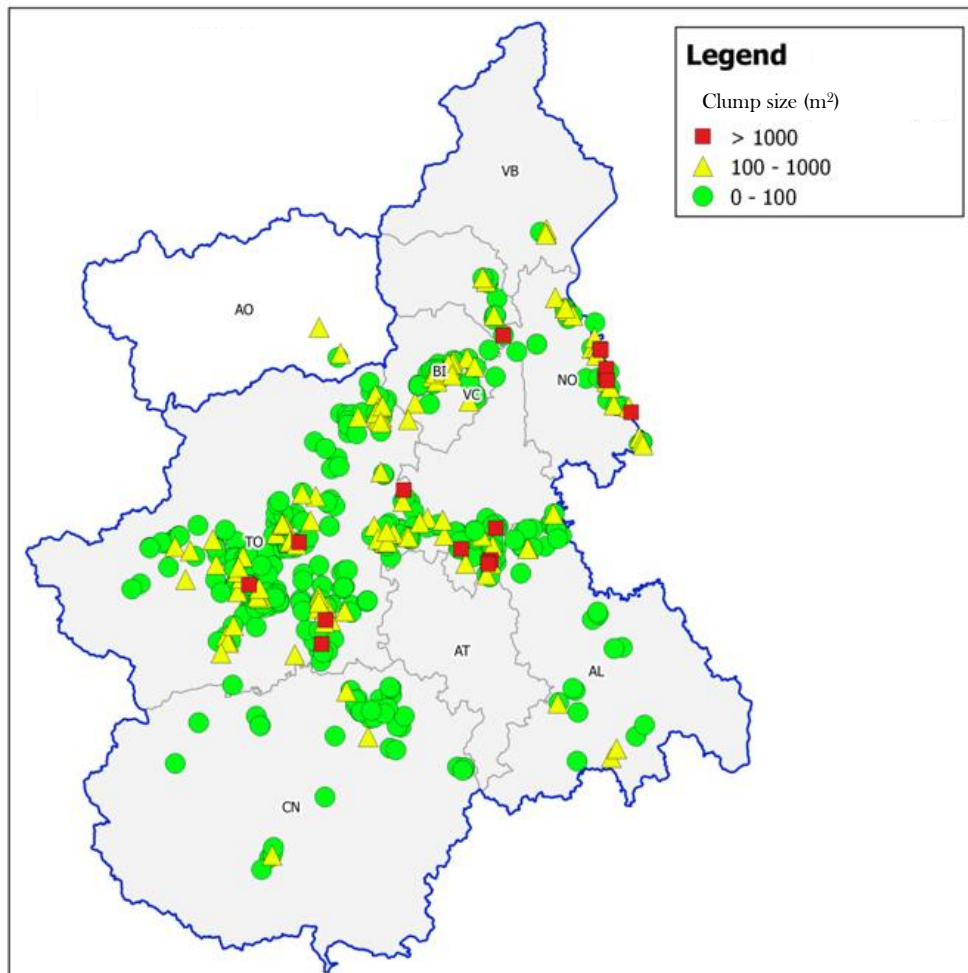 Legend
Clump size (m²)
> 1000
100 - 1000
0 - 100
VB
AO
BI
NO
VC
TO
AT
AL
CN